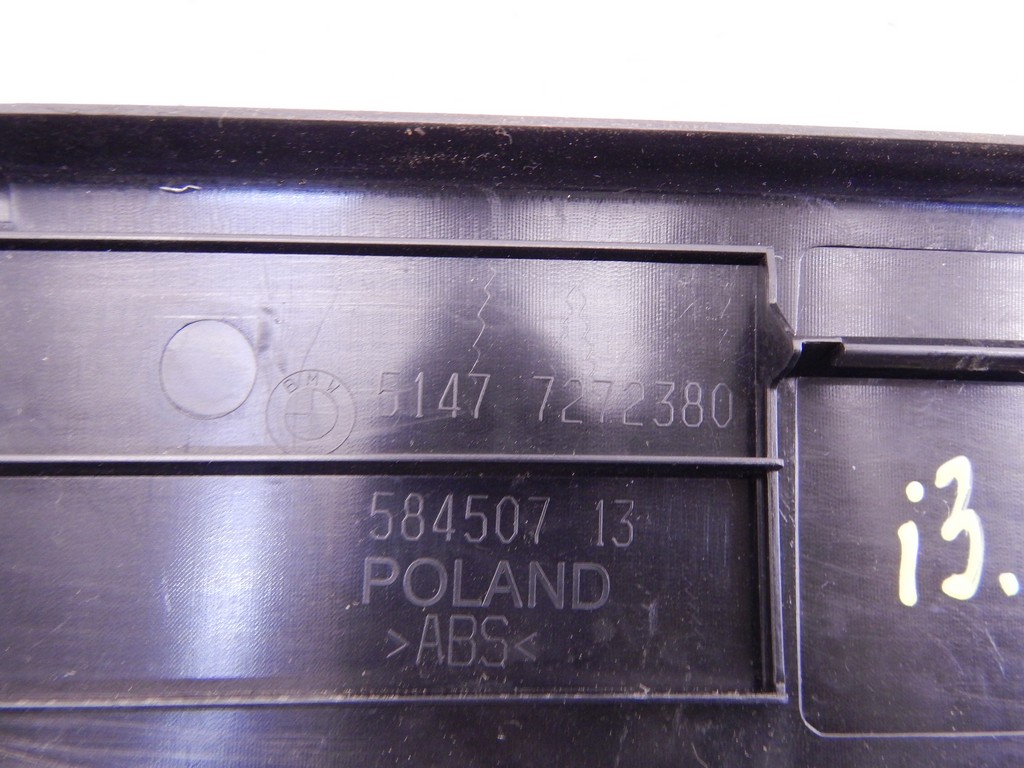 BMW 5147 7272380
584507 13
POLAND
>ABS<
i3.